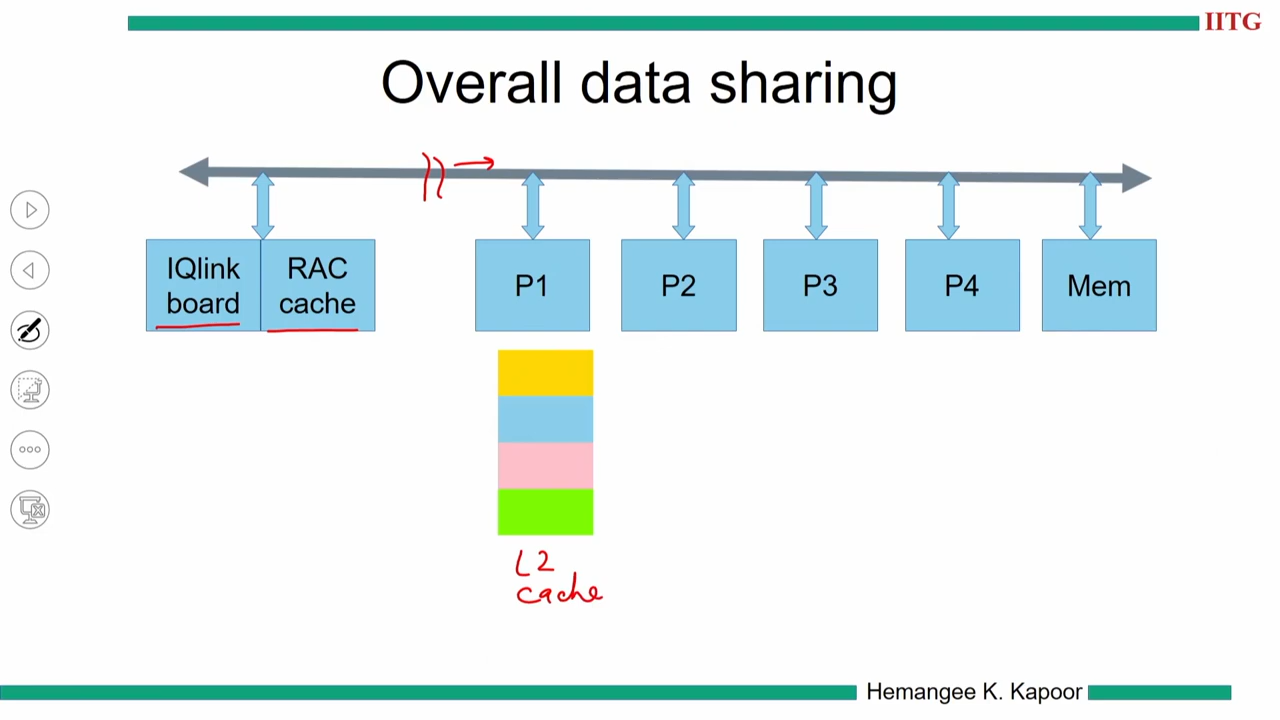 IITG
Overall data sharing
IQlink
board
RAC
cache
P1
P2
P3
P4
Mem
L2
cache
Hemangee K. Kapoor